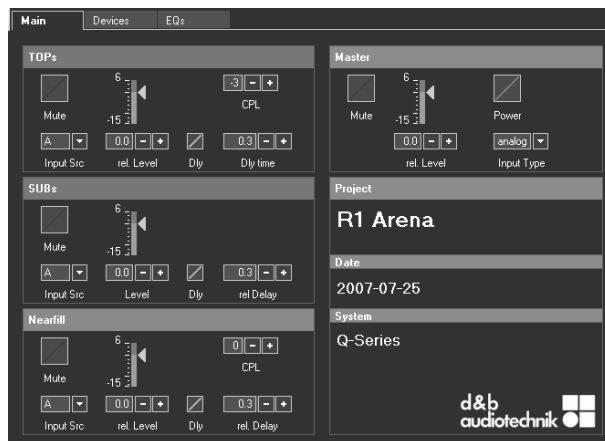 Main Devices EQs
TOPs
6
-3 - +
CPL
Mute
-15
A 0.0 - + 0.3 - +
Input Src rel. Level Dly Dly time
Master
6
Mute
-15
Power
0.0 - + analog
rel. Level Input Type
SUBs
6
Mute
-15
A 0.0 - + 0.3 - +
Input Src Level Dly rel Delay
Project
R1 Arena
Date
2007-07-25
Nearfill
6
0 - +
CPL
Mute
-15
A 0.0 - + 0.3 - +
Input Src rel. Level Dly rel. Delay
System
Q-Series
d&b
audiotechnik